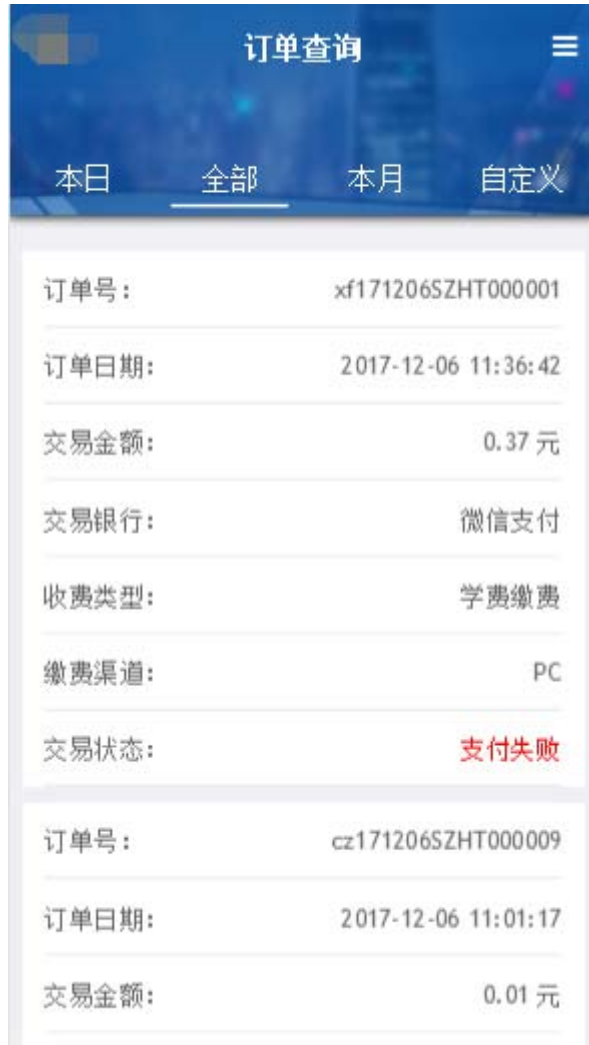 订单查询
本日 全部 本月 自定义
订单号: xf171206SZHT000001
订单日期: 2017-12-06 11:36:42
交易金额: 0.37 元
交易银行: 微信支付
收费类型: 学费缴费
缴费渠道: PC
交易状态: 支付失败
订单号: cz171206SZHT000009
订单日期: 2017-12-06 11:01:17
交易金额: 0.01 元